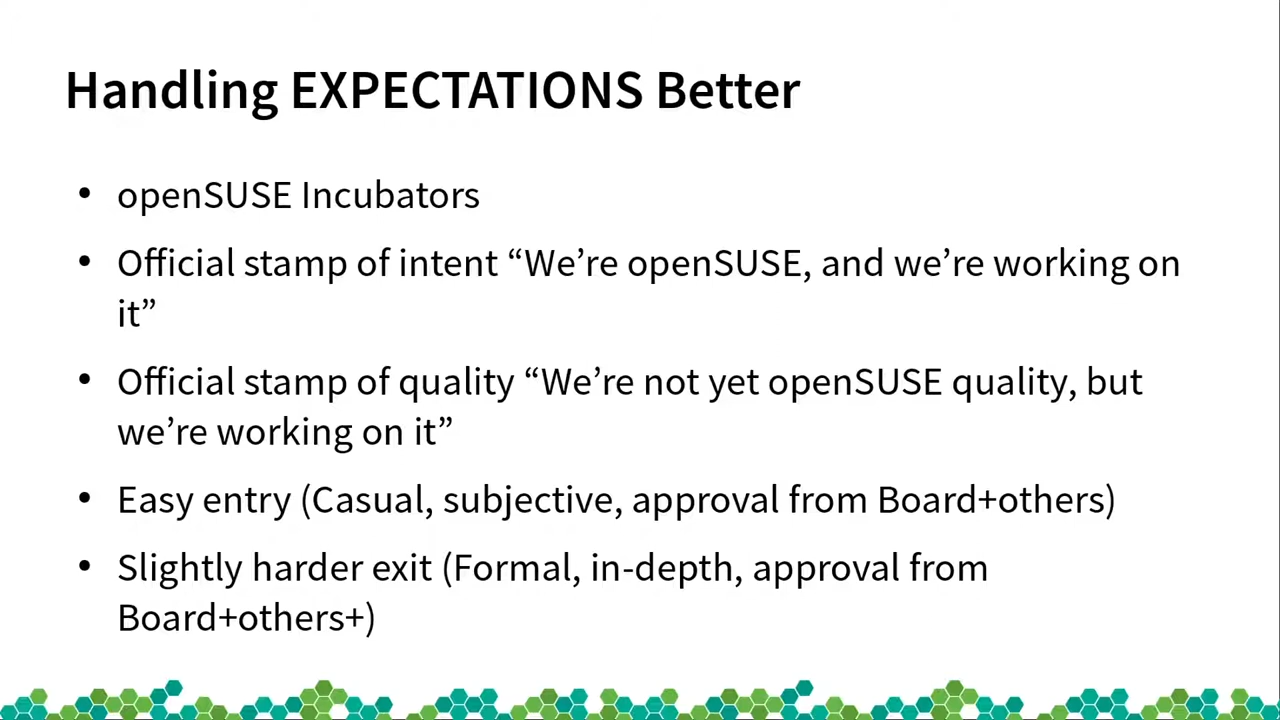 Handling EXPECTATIONS Better
• openSUSE Incubators
• Official stamp of intent “We’re openSUSE, and we’re working on
it”
• Official stamp of quality “We’re not yet openSUSE quality, but
we’re working on it”
• Easy entry (Casual, subjective, approval from Board+others)
• Slightly harder exit (Formal, in-depth, approval from
Board+others+)